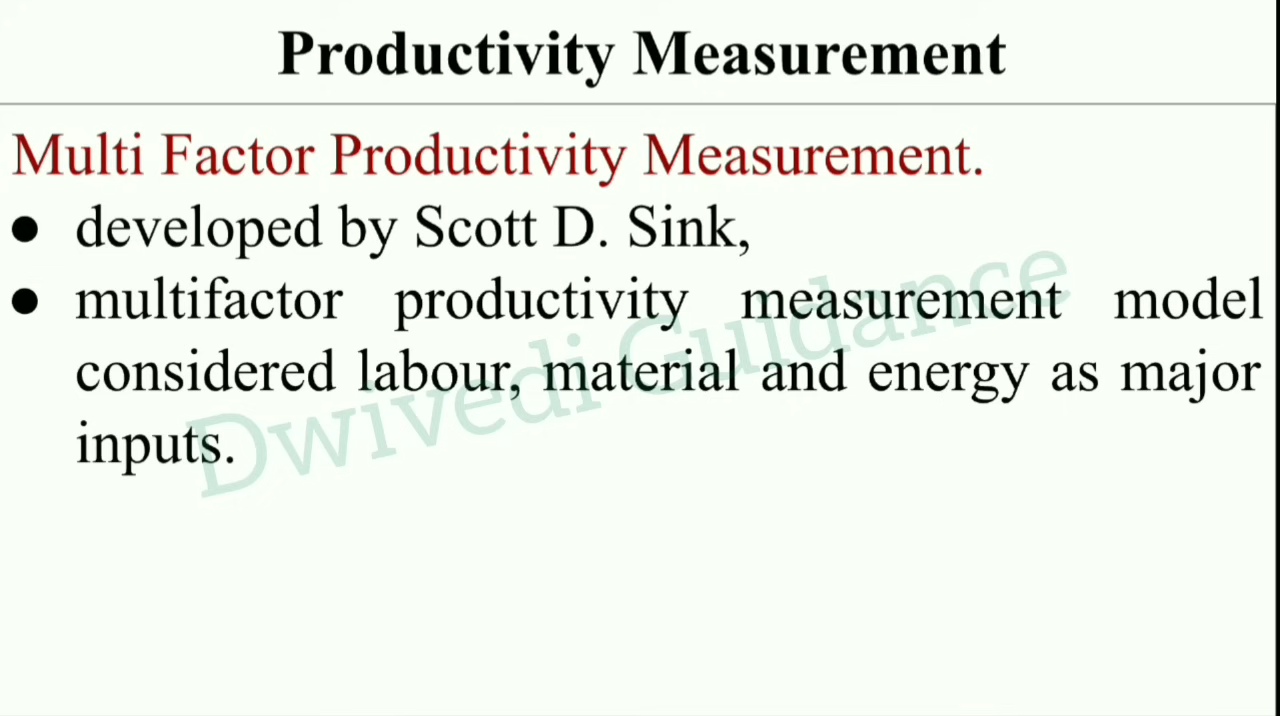 Productivity Measurement
Multi Factor Productivity Measurement.
● developed by Scott D. Sink,
● multifactor productivity measurement model
considered labour, material and energy as major
inputs.
Dwivedi Guidance